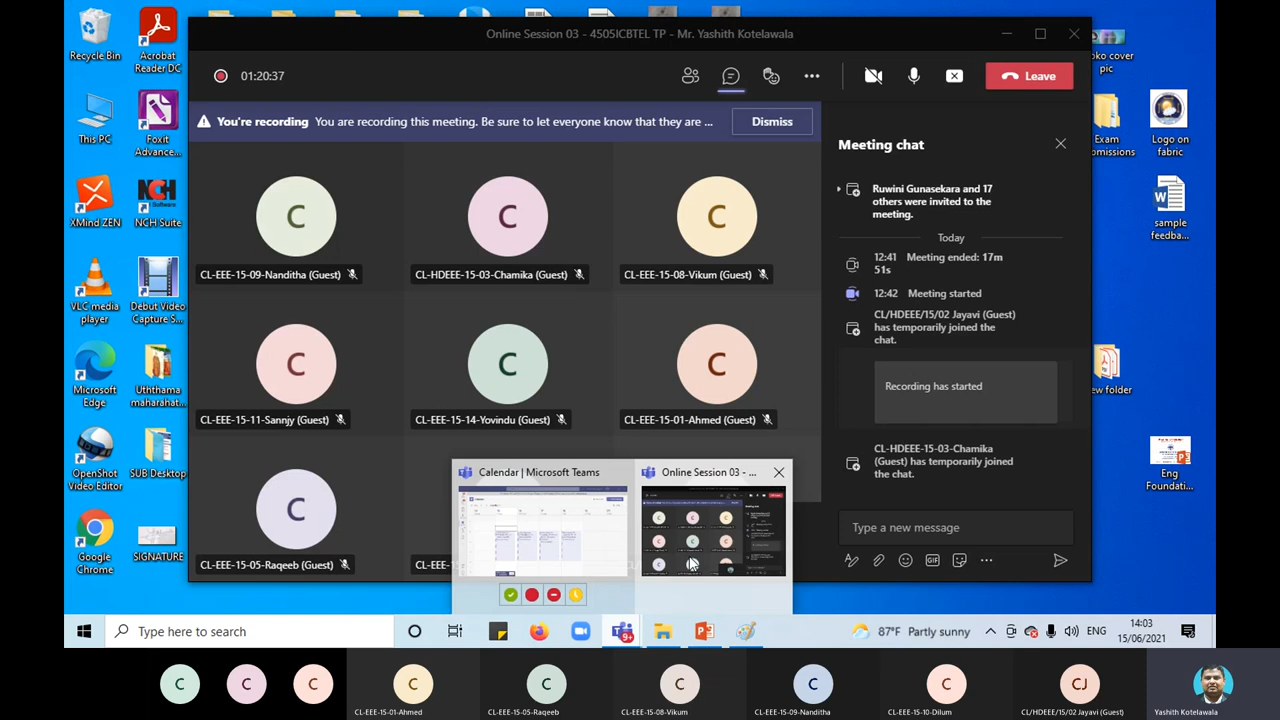 Recycle Bin
Acrobat
Reader DC
This PC
Foxit
Advance...
XMind ZEN
NCH Suite
VLC media
player
Debut Video
Capture S...
Microsoft
Edge
Uththama
maharahat...
OpenShot
Video Editor
SUB Desktop
Google
Chrome
SIGNATURE
Online Session 03 - 4505ICBTEL TP - Mr. Yashith Kotelawala
01:20:37
Leave
You're recording You are recording this meeting. Be sure to let everyone know that they are ...
Dismiss
C
CL-EEE-15-09-Nanditha (Guest)
C
CL-HDEEE-15-03-Chamika (Guest)
C
CL-EEE-15-08-Vikum (Guest)
C
CL-EEE-15-11-Sannjy (Guest)
C
CL-EEE-15-14-Yovindu (Guest)
C
CL-EEE-15-01-Ahmed (Guest)
C
CL-EEE-15-05-Raqeeb (Guest)
Meeting chat
Ruwini Gunasekara and 17
others were invited to the
meeting.
Today
12:41 Meeting ended: 17m
51s
12:42 Meeting started
CL/HDEEE/15/02 Jayavi (Guest)
has temporarily joined the
chat.
Recording has started
CL-HDEEE-15-03-Chamika
(Guest) has temporarily joined
the chat.
Type a new message
Calendar | Microsoft Teams
Online Session 03 - ...
oko cover
pic
Exam
omissions
Logo on
fabric
sample
feedba...
ew folder
Eng
Foundati...
Type here to search
9+
87°F Partly sunny
ENG
14:03
15/06/2021
C
C
C
C
CL-EEE-15-01-Ahmed
C
CL-EEE-15-05-Raqeeb
C
CL-EEE-15-08-Vikum
C
CL-EEE-15-09-Nanditha
C
CL-EEE-15-10-Dilum
CJ
CL/HDEEE/15/02 Jayavi (Guest)
Yashith Kotelawala